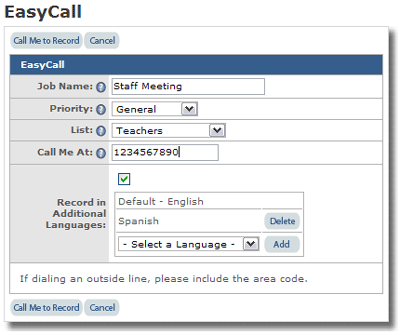 EasyCall
Call Me to Record Cancel
EasyCall
Job Name: Staff Meeting
Priority: General
List: Teachers
Call Me At: 1234567890
Record in Additional Languages:
Default - English
Spanish Delete
- Select a Language - Add
If dialing an outside line, please include the area code.
Call Me to Record Cancel